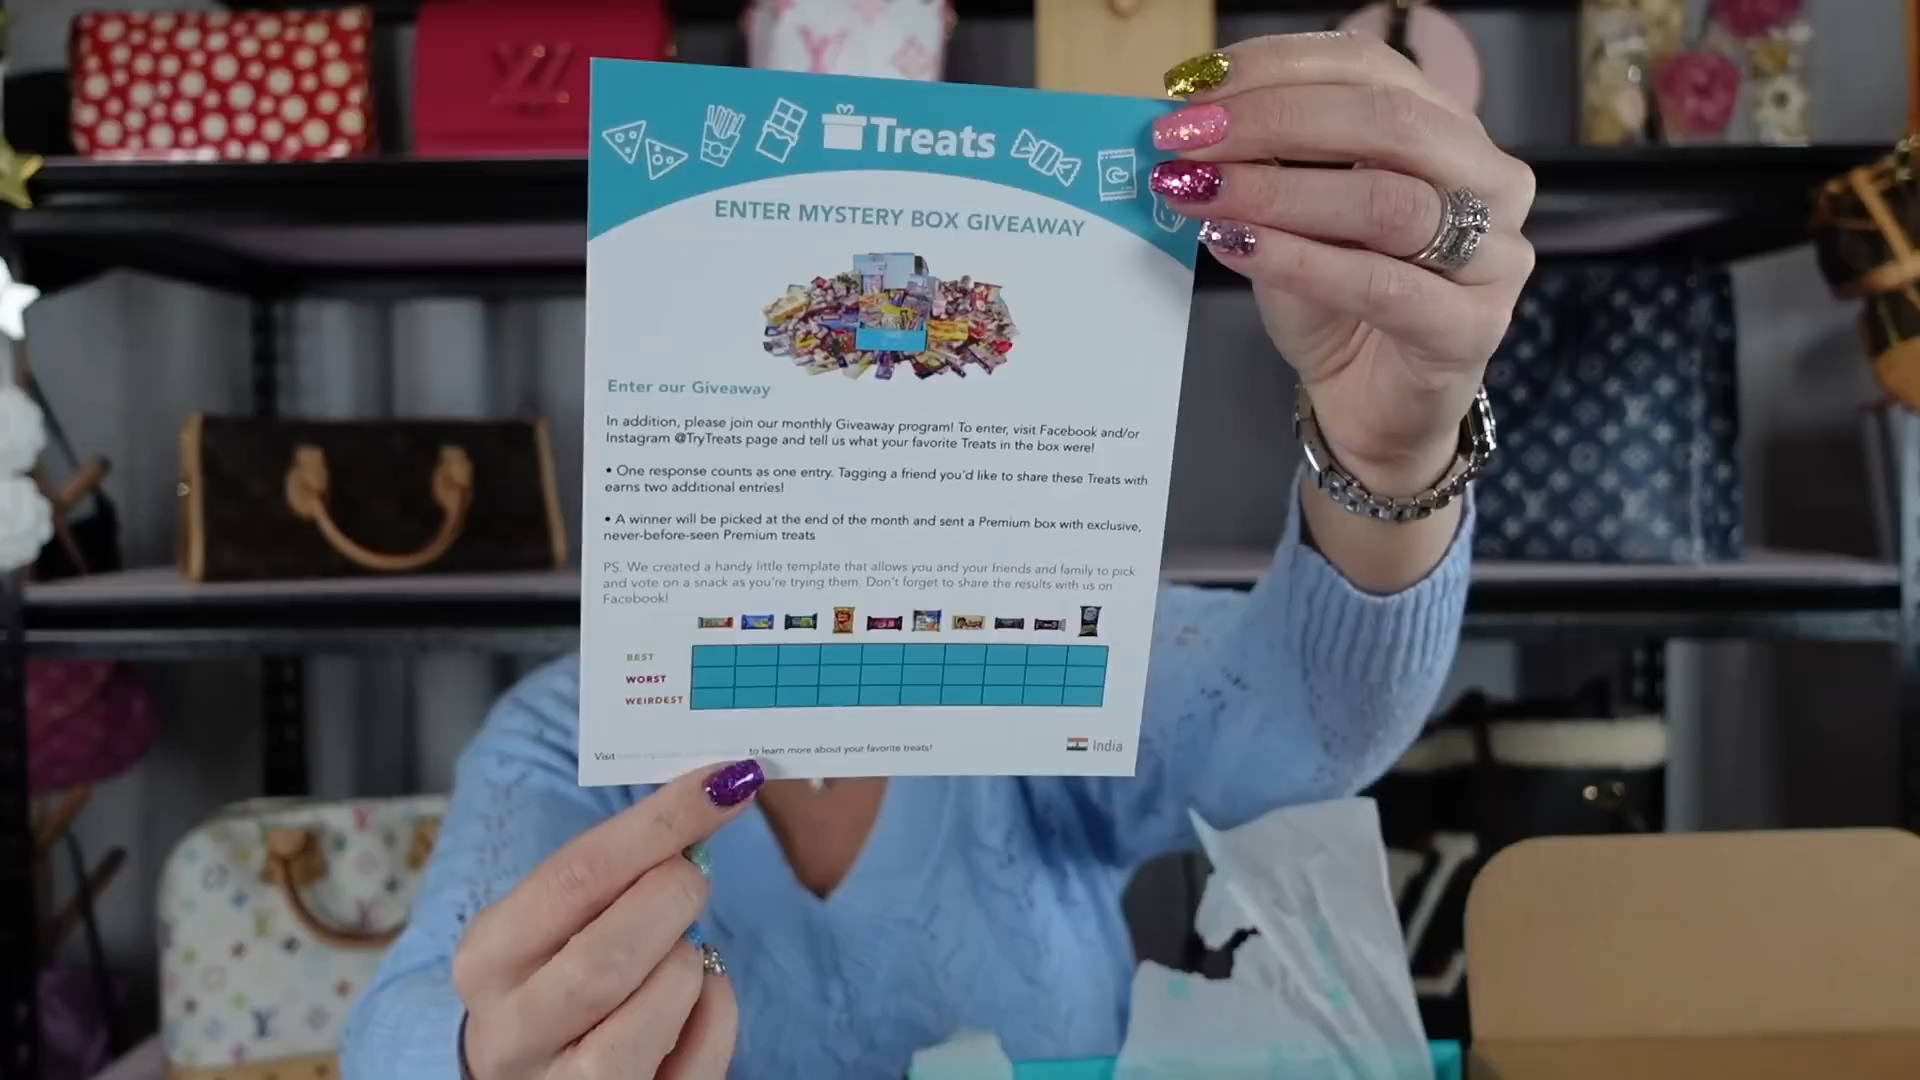 Treats
ENTER MYSTERY BOX GIVEAWAY
Enter our Giveaway
In addition, please join our monthly Giveaway program! To enter, visit Facebook and/or
Instagram @TryTreats page and tell us what your favorite Treats in the box were!
• One response counts as one entry. Tagging a friend you'd like to share these Treats with
earns two additional entries!
• A winner will be picked at the end of the month and sent a Premium box with exclusive,
never-before-seen Premium treats
PS. We created a handy little template that allows you and your friends and family to pick
and vote on a snack as you're trying them. Don't forget to share the results with us on
Facebook!
BEST
WORST
WEIRDEST
Visit to learn more about your favorite treats!
India